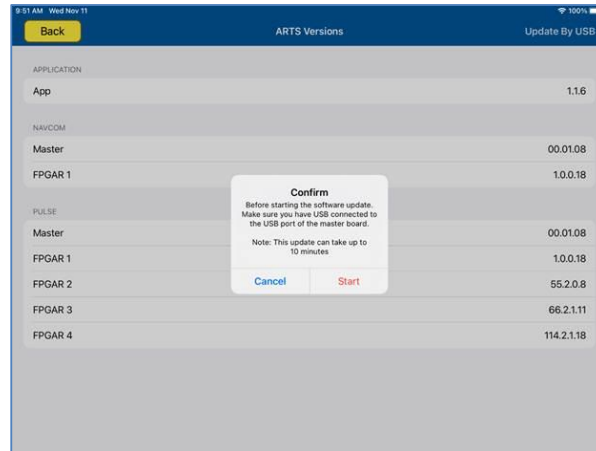 9:51 AM Wed Nov 11 100%
Back ARTS Versions Update By USB
APPLICATION
App 1.1.6
NAVCOM
Master 00.01.08
FPGAR 1 1.0.0.18
PULSE
Master 00.01.08
FPGAR 1 1.0.0.18
FPGAR 2 55.2.0.8
FPGAR 3 66.2.1.11
FPGAR 4 114.2.1.18
Confirm
Before starting the software update.
Make sure you have USB connected to
the USB port of the master board.
Note: This update can take up to
10 minutes
Cancel Start